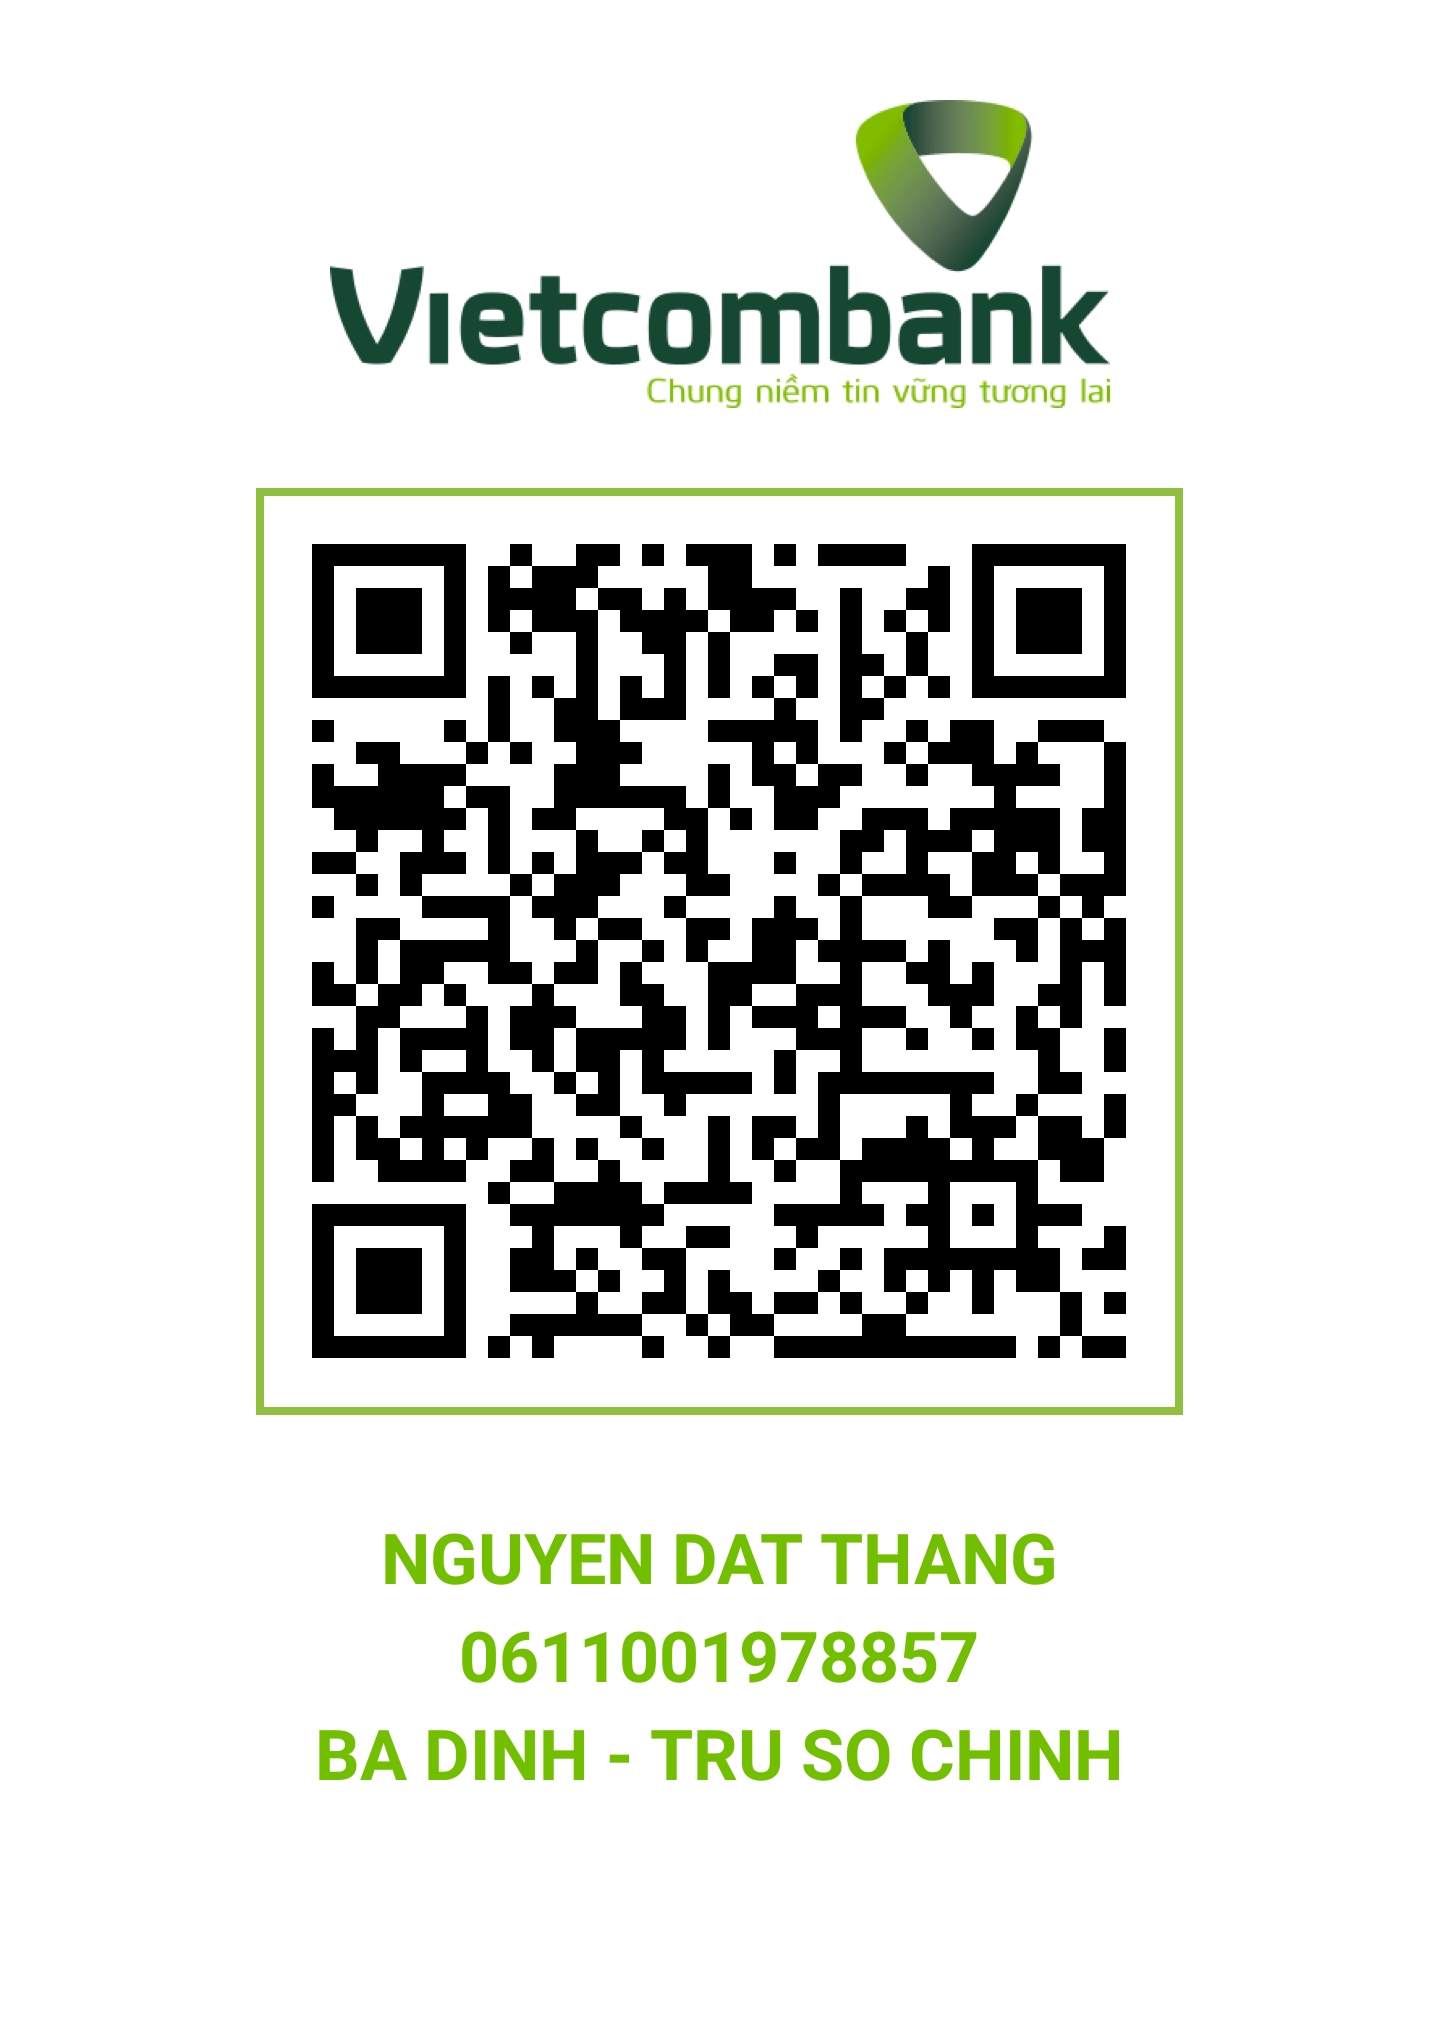 Vietcombank
Chung niềm tin vững tương lai
NGUYEN DAT THANG
0611001978857
BA DINH - TRU SO CHINH